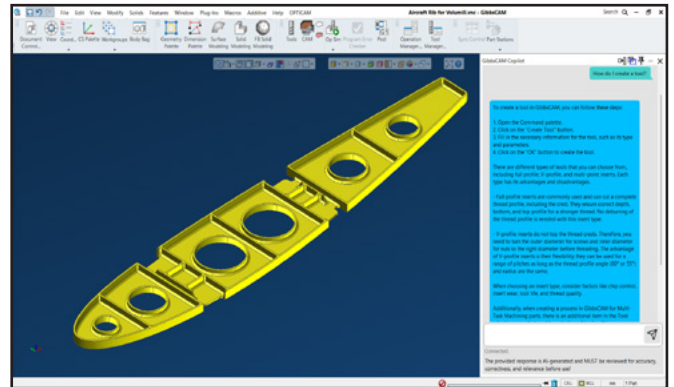 File Edit View Modify Solids Features Window Plug-Ins Macros Additive Help OPTICAM
Aircraft Rib for Volumill.vnc - GibbsCAM
Search
Document Control...
View
Coord...
CS Palette
Workgroups
Body Bag
Geometry Palette
Dimension Palette
Surface Modeling
Solid Modeling
FB Solid Modeling
Tools
CAM
Op Sim
Post
Operation Manager...
Tool Manager...
Sync Control
Part Stations
GibbsCAM Copilot
How do I create a tool?
To create a tool in GibbsCAM, you can follow these steps:
1. Open the Command palette.
2. Click on the "Create Tool" button.
3. Fill in the necessary information for the tool, such as its type
and parameters.
4. Click on the "OK" button to create the tool.
There are different types of tools that you can choose from,
including full profile, V-profile, and multi-point inserts. Each
type has its advantages and disadvantages.
- Full profile inserts are commonly used and can cut a complete
thread profile, including the crest. They ensure correct depth,
bottom, and top profile for a stronger thread. No deburring of
the thread profile is needed with this insert type.
- V-profile inserts do not top the thread crests. Therefore, you
need to turn the outer diameter for screws and inner diameter
for nuts to the right diameter before threading. The advantage
of V-profile inserts is their flexibility; they can be used for a
range of pitches as long as the thread profile angle (60° or 55°)
and radius are the same.
When choosing an insert type, consider factors like chip control,
insert wear, tool life, and thread quality.
Additionally, when creating a process in GibbsCAM for Multi-
Task Machining parts, there is an additional item in the Tool
Connected
The provided response is AI-generated and MUST be reviewed for accuracy,
correctness, and relevance before use!
mm